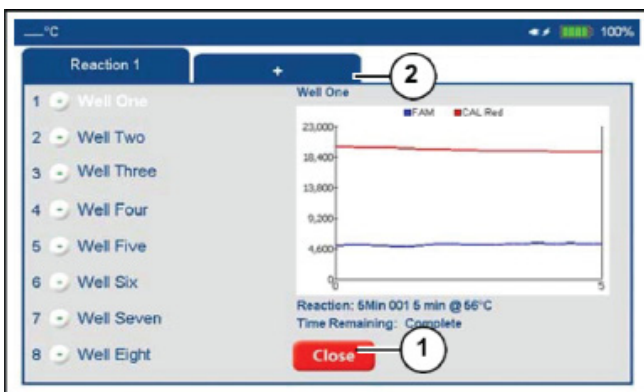 __°C 100%
Reaction 1 + 2
Well One
FAM CAL Red
1 - Well One
2 - Well Two
3 - Well Three
4 - Well Four
5 - Well Five
6 - Well Six
7 - Well Seven
8 - Well Eight
23,000
18,400
13,800
9,200
4,600
0
0 5
Reaction: 5Min 001 5 min @ 56°C
Time Remaining: Complete
Close 1